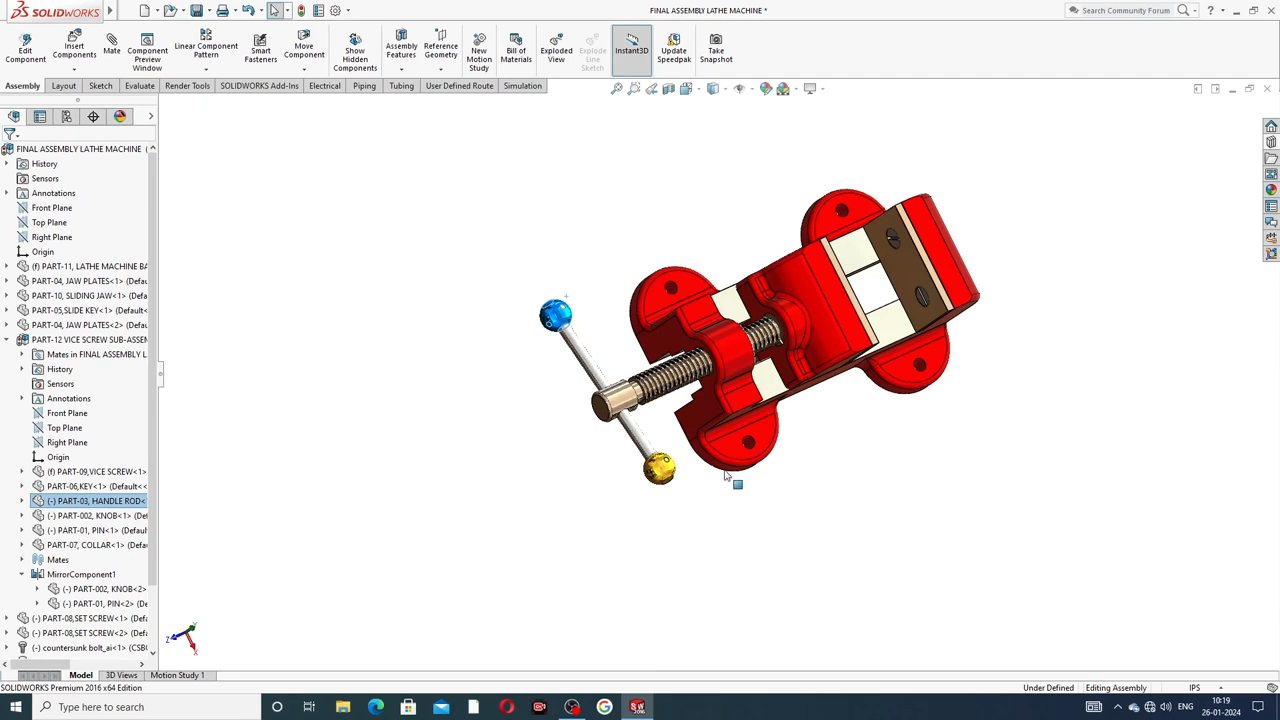 SOLIDWORKS
FINAL ASSEMBLY LATHE MACHINE *
Search Community Forum
Edit Component
Insert Components
Mate
Component Preview Window
Linear Component Pattern
Smart Fasteners
Move Component
Show Hidden Components
Assembly Features
Reference Geometry
New Motion Study
Bill of Materials
Exploded View
Explode Line Sketch
Instant3D
Update Speedpak
Take Snapshot
Assembly
Layout
Sketch
Evaluate
Render Tools
SOLIDWORKS Add-Ins
Electrical
Piping
Tubing
User Defined Route
Simulation
FINAL ASSEMBLY LATHE MACHINE (
History
Sensors
Annotations
Front Plane
Top Plane
Right Plane
Origin
(f) PART-11, LATHE MACHINE BA
PART-04, JAW PLATES<1> (Defau
PART-10, SLIDING JAW<1> (Defa
PART-05,SLIDE KEY<1> (Default<
PART-04, JAW PLATES<2> (Defau
PART-12 VICE SCREW SUB-ASSEM
Mates in FINAL ASSEMBLY L
History
Sensors
Annotations
Front Plane
Top Plane
Right Plane
Origin
(f) PART-09,VICE SCREW<1>
PART-06,KEY<1> (Default<<
(-) PART-03, HANDLE ROD<
(-) PART-002, KNOB<1> (Def
(-) PART-01, PIN<1> (Default
PART-07, COLLAR<1> (Defa
Mates
MirrorComponent1
(-) PART-002, KNOB<2>
(-) PART-01, PIN<2> (De
(-) PART-08,SET SCREW<1> (Defa
(-) PART-08,SET SCREW<2> (Defa
(-) countersunk bolt_ai<1> (CSBO
Z
Y
X
Model
3D Views
Motion Study 1
SOLIDWORKS Premium 2016 x64 Edition
Under Defined
Editing Assembly
IPS
Type here to search
ENG
10:19
26-01-2024